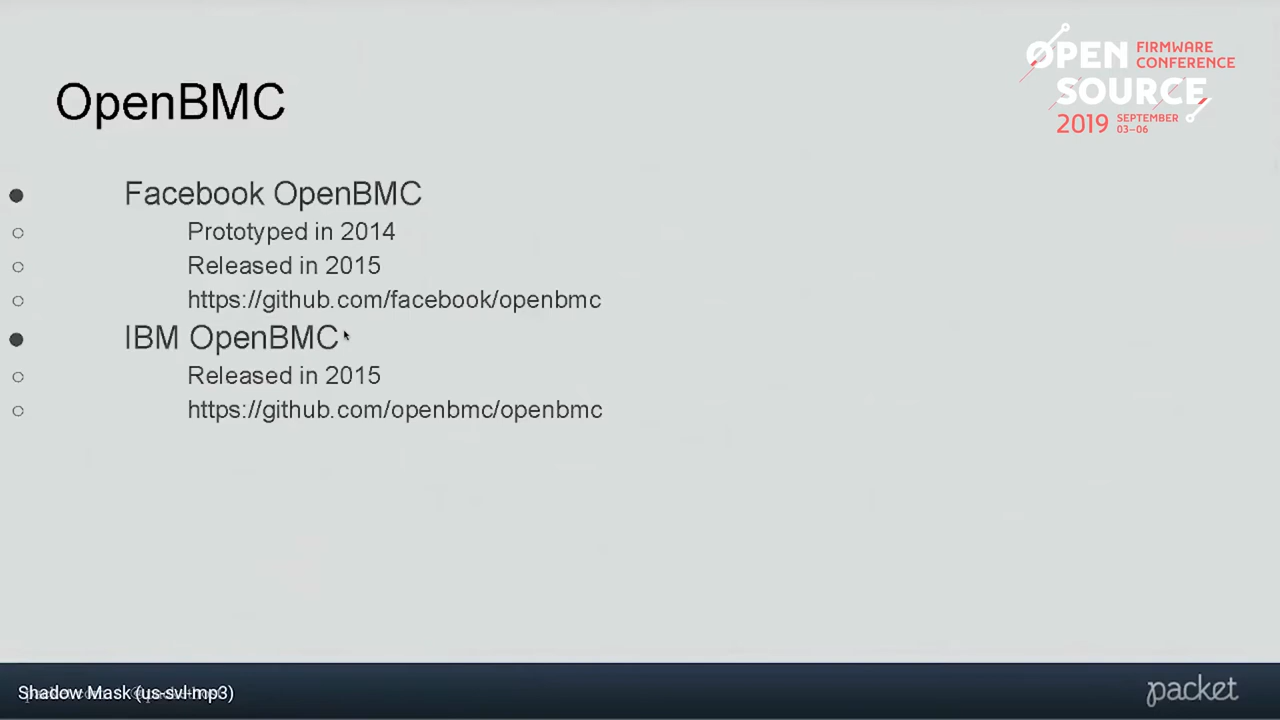 OPEN FIRMWARE
CONFERENCE
SOURCE
2019 SEPTEMBER
03–06
OpenBMC
Facebook OpenBMC
Prototyped in 2014
Released in 2015
https://github.com/facebook/openbmc
IBM OpenBMC
Released in 2015
https://github.com/openbmc/openbmc
Shadow Mask (us-svl-mp3)
packet